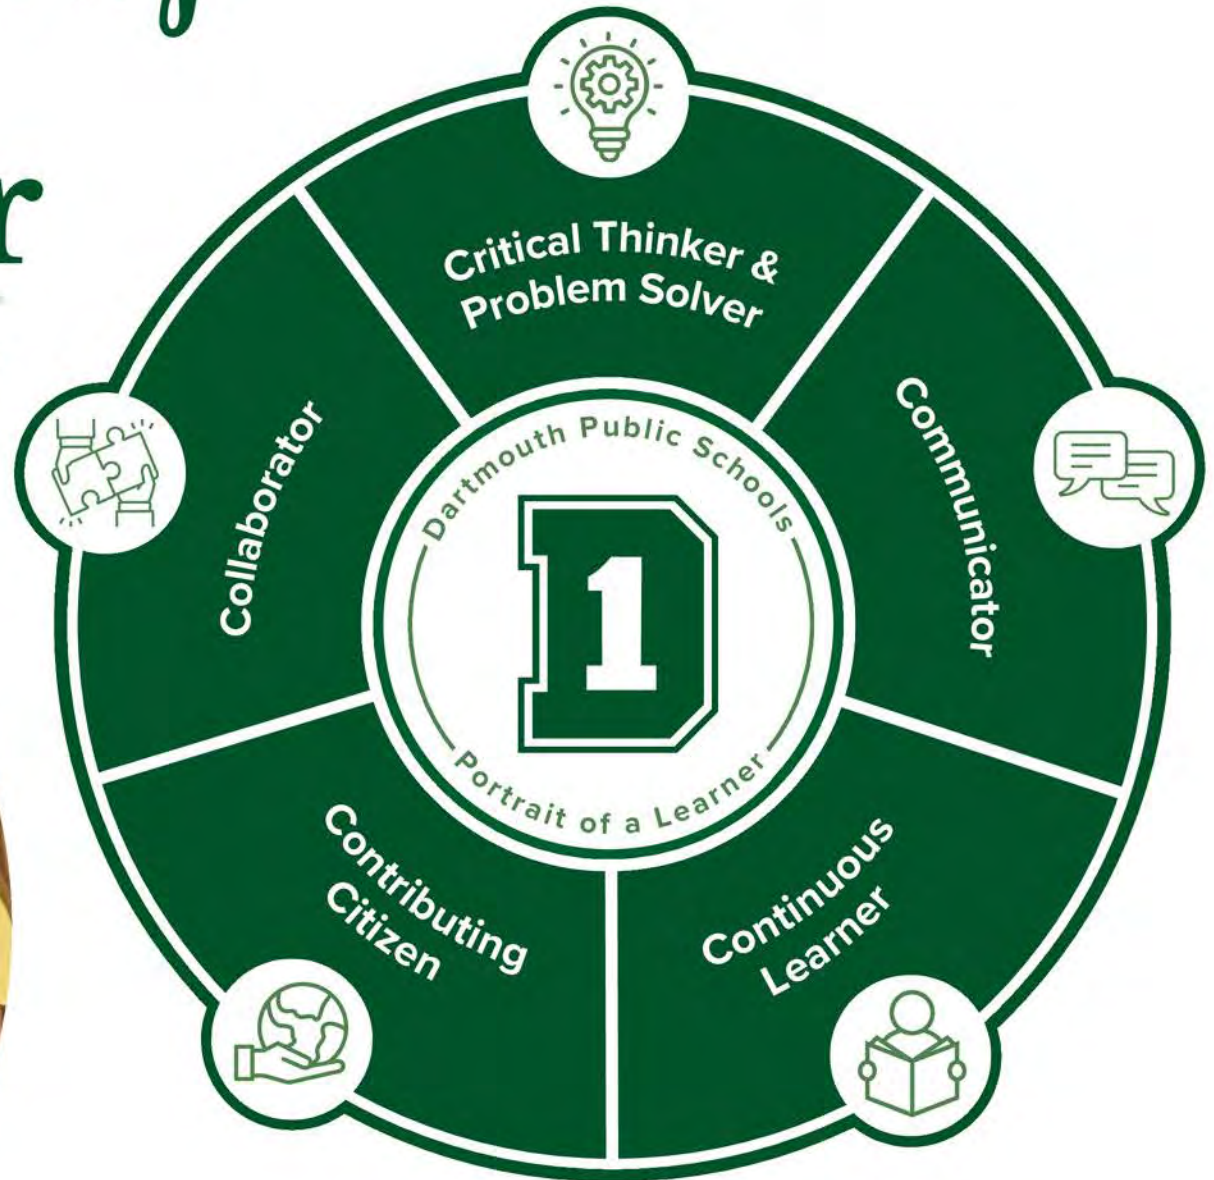 r
Critical Thinker &
Problem Solver
Communicator
Continuous
Learner
Contributing
Citizen
Collaborator
Dartmouth Public Schools
D
1
Portrait of a Learner